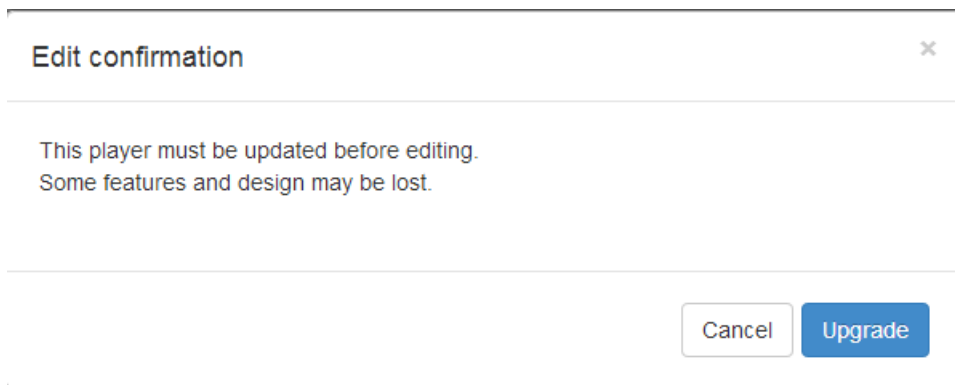 Edit confirmation
×
This player must be updated before editing.
Some features and design may be lost.
Cancel
Upgrade